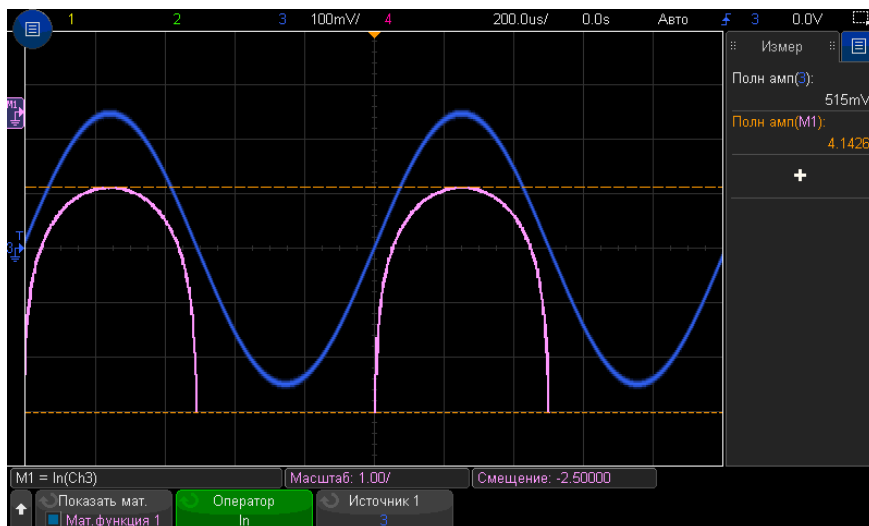 1 2 3 100mV/ 4 200.0us/ 0.0s Авто 3 0.0V
Измер
Полн амп(3):
515mV
Полн амп(M1):
4.1426
+
M1
T
3
M1 = ln(Ch3)
Масштаб: 1.00/
Смещение: -2.50000
Показать мат.
Мат.функция 1
Оператор
ln
Источник 1
3